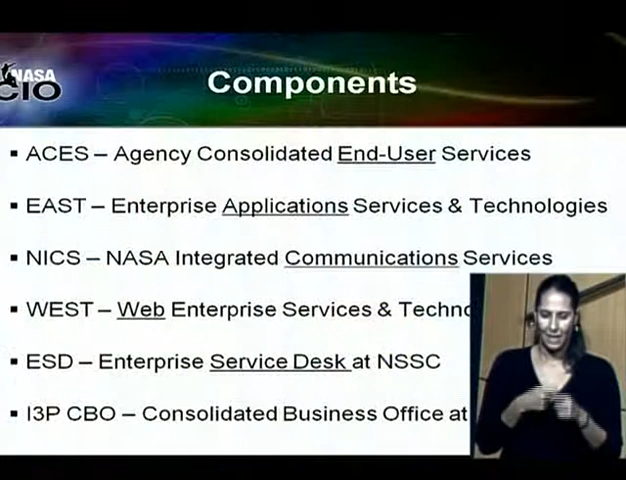 NASA
CIO
Components
ACES – Agency Consolidated End-User Services
EAST – Enterprise Applications Services & Technologies
NICS – NASA Integrated Communications Services
WEST – Web Enterprise Services &
ESD – Enterprise Service Desk at NSSC
I3P CBO – Consolidated Business Office at